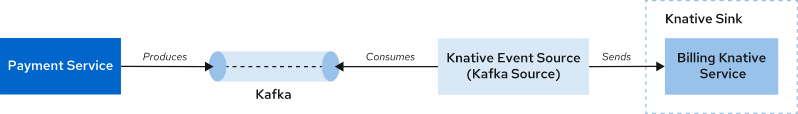 Knative Sink
Payment Service
Produces
Kafka
Consumes
Knative Event Source
(Kafka Source)
Sends
Billing Knative
Service